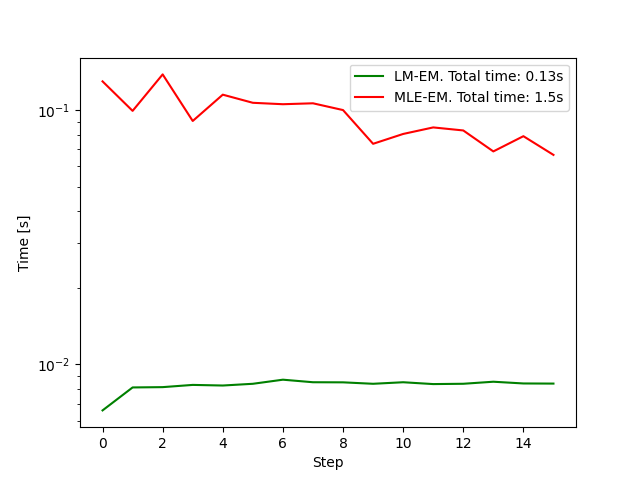 LM-EM. Total time: 0.13s
MLE-EM. Total time: 1.5s
Time [s]
10⁻¹
10⁻²
0 2 4 6 8 10 12 14
Step